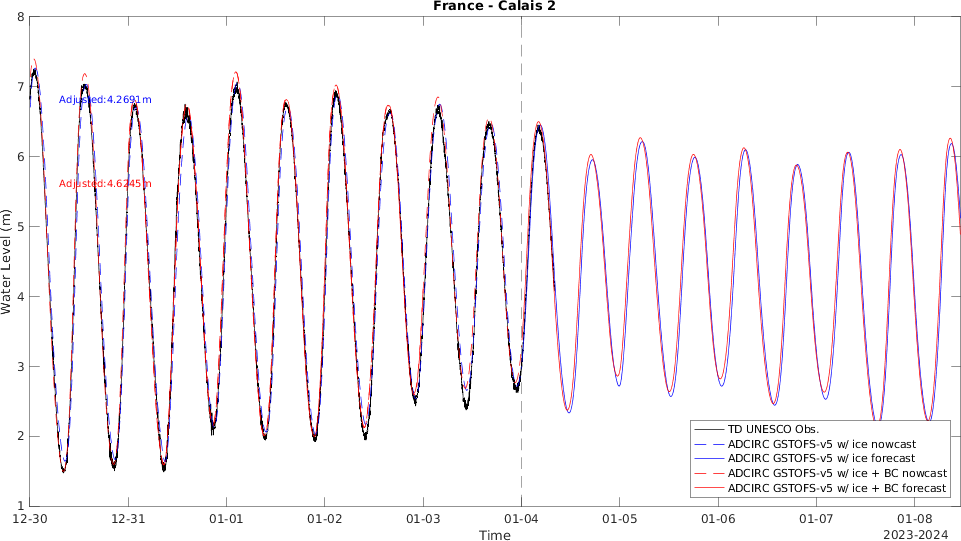 France - Calais 2
8
7
6
5
4
3
2
1
Water Level (m)
Adjusted:4.2691m
Adjusted:4.6245m
TD UNESCO Obs.
ADCIRC GSTOFS-v5 w/ ice nowcast
ADCIRC GSTOFS-v5 w/ ice forecast
ADCIRC GSTOFS-v5 w/ ice + BC nowcast
ADCIRC GSTOFS-v5 w/ ice + BC forecast
12-30 12-31 01-01 01-02 01-03 01-04 01-05 01-06 01-07 01-08
Time
2023-2024